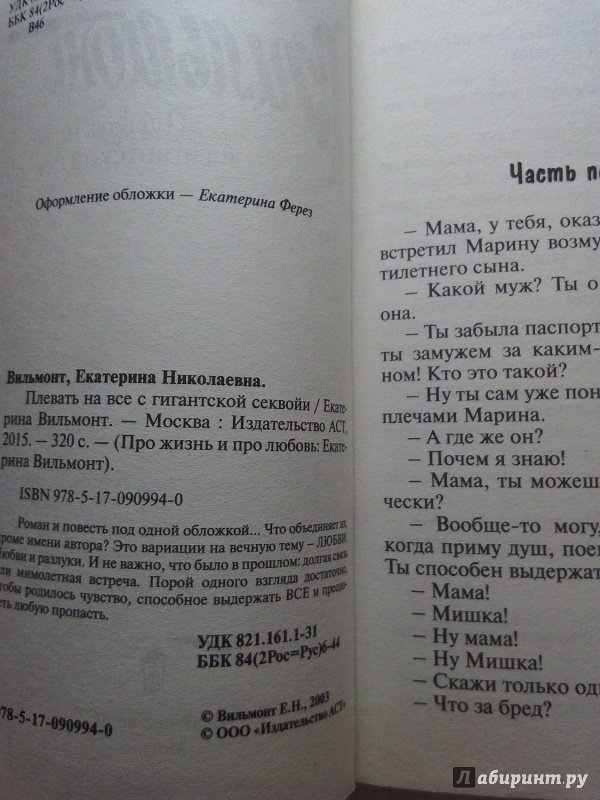 УДК
ББК 84(2Рос=
В46
Оформление обложки — Екатерина Ферез
Вильмонт, Екатерина Николаевна.
Плевать на все с гигантской секвойи / Екате-
рина Вильмонт. — Москва : Издательство АСТ,
2015. — 320 с. — (Про жизнь и про любовь: Екате-
рина Вильмонт).
ISBN 978-5-17-090994-0
Роман и повесть под одной обложкой... Что объединяет их,
кроме имени автора? Это вариации на вечную тему – ЛЮБВИ.
Любви и разлуки. И не важно, что было в прошлом: долгая связь
или мимолетная встреча. Порой одного взгляда достаточно,
чтобы родилось чувство, способное выдержать ВСЕ и преодо-
ть любую пропасть.
УДК 821.161.1-31
ББК 84(2Рос=Рус)6-44
978-5-17-090994-0
© Вильмонт Е.Н., 2003
© ООО «Издательство АСТ»
Часть пе
– Мама, у тебя, оказ
встретил Марину возму
тилетнего сына.
– Какой муж? Ты о
она.
– Ты забыла паспорт
ты замужем за каким-
ном! Кто это такой?
– Ну ты сам уже пон
плечами Марина.
– А где же он?
– Почем я знаю!
– Мама, ты можеш
чески?
– Вообще-то могу,
когда приму душ, поем
Ты способен выдержат
– Мама!
– Мишка!
– Ну мама!
– Ну Мишка!
– Скажи только одн
– Что за бред?
Лабиринт.ру